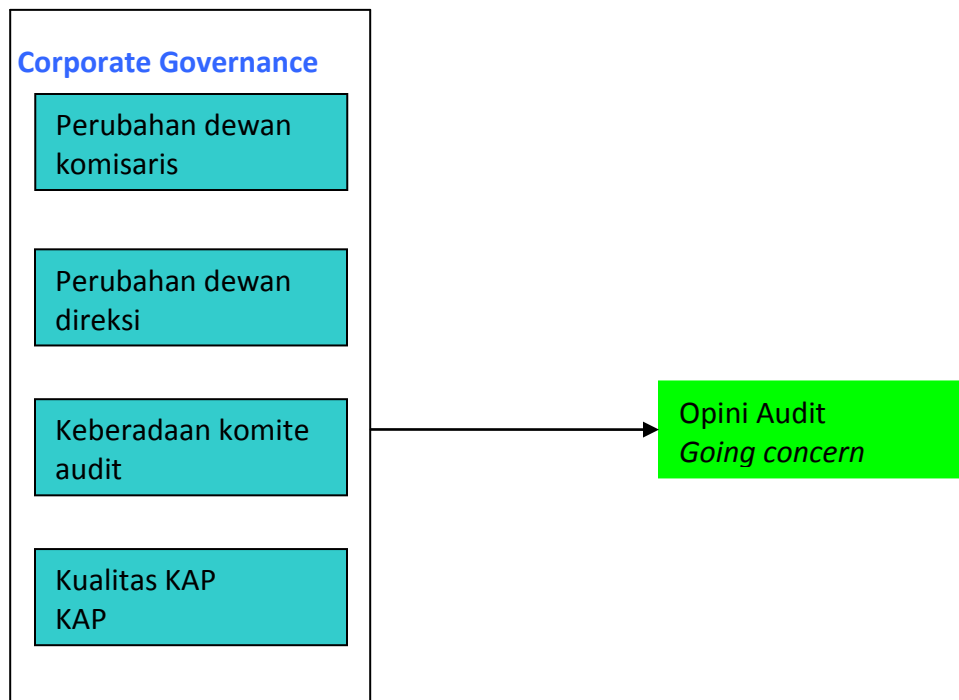 Corporate Governance
Perubahan dewan
komisaris
Perubahan dewan
direksi
Keberadaan komite
audit
Opini Audit
Going concern
Kualitas KAP
KAP